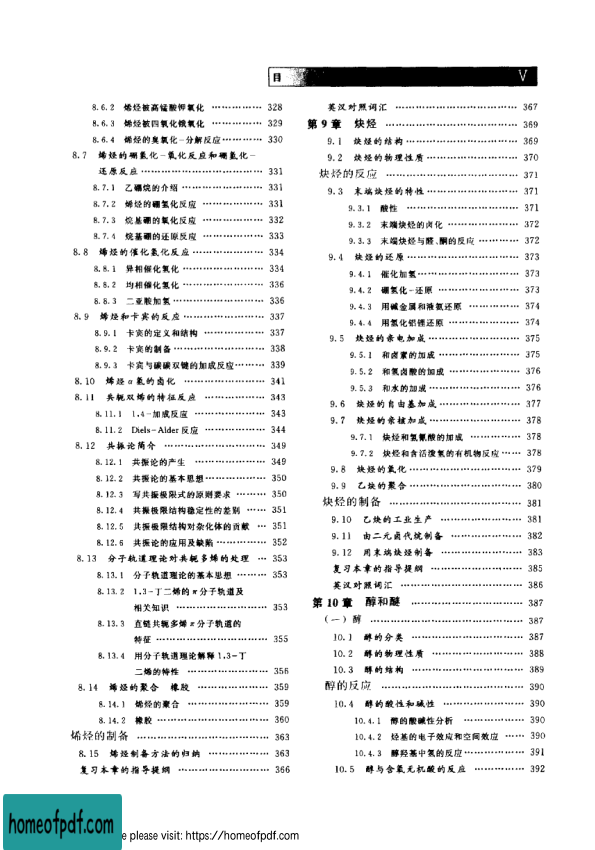 目 V
8.6.2 烯烃被高锰酸钾氧化 …………… 328
8.6.3 烯烃被四氧化锇氧化 …………… 329
8.6.4 烯烃的臭氧化-分解反应 ………… 330
8.7 烯烃的硼氢化-氧化反应和硼氢化-
还原反应 ………………………………… 331
8.7.1 乙硼烷的介绍 …………………… 331
8.7.2 烯烃的硼氢化反应 ……………… 331
8.7.3 烷基硼的氧化反应 ……………… 332
8.7.4 烷基硼的还原反应 ……………… 333
8.8 烯烃的催化氢化反应 ………………… 334
8.8.1 异相催化氢化 …………………… 334
8.8.2 均相催化氢化 …………………… 336
8.8.3 二亚胺加氢 ……………………… 336
8.9 烯烃和卡宾的反应 …………………… 337
8.9.1 卡宾的定义和结构 ……………… 337
8.9.2 卡宾的制备 ……………………… 338
8.9.3 卡宾与碳碳双键的加成反应 …… 339
8.10 烯烃α氢的卤化 …………………… 341
8.11 共轭双烯的特征反应 ……………… 343
8.11.1 1,4-加成反应 ………………… 343
8.11.2 Diels-Alder反应 ……………… 344
8.12 共振论简介 ………………………… 349
8.12.1 共振论的产生 ………………… 349
8.12.2 共振论的基本思想 …………… 350
8.12.3 写共振极限式的原则要求 …… 350
8.12.4 共振极限结构稳定性的差别 … 351
8.12.5 共振极限结构对杂化体的贡献 … 351
8.12.6 共振论的应用及缺陷 ………… 352
8.13 分子轨道理论对共轭多烯的处理 … 353
8.13.1 分子轨道理论的基本思想 …… 353
8.13.2 1,3-丁二烯的π分子轨道及
相关知识 ………………………… 353
8.13.3 直链共轭多烯π分子轨道的
特征 ……………………………… 355
8.13.4 用分子轨道理论解释1,3-丁
二烯的特性 ……………………… 356
8.14 烯烃的聚合 橡胶 ………………… 359
8.14.1 烯烃的聚合 …………………… 359
8.14.2 橡胶 …………………………… 360
烯烃的制备 ………………………………… 363
8.15 烯烃制备方法的归纳 ……………… 363
复习本章的指导提纲 ……………………… 366
英汉对照词汇 ……………………………… 367
第9章 炔烃 ……………………………… 369
9.1 炔烃的结构 ………………………… 369
9.2 炔烃的物理性质 …………………… 370
炔烃的反应 ………………………………… 371
9.3 末端炔烃的特性 …………………… 371
9.3.1 酸性 …………………………… 371
9.3.2 末端炔烃的卤化 ……………… 372
9.3.3 末端炔烃与醛、酮的反应 …… 372
9.4 炔烃的还原 ………………………… 373
9.4.1 催化加氢 ……………………… 373
9.4.2 硼氢化-还原 ………………… 373
9.4.3 用碱金属和液氨还原 ………… 374
9.4.4 用氢化铝锂还原 ……………… 374
9.5 炔烃的亲电加成 …………………… 375
9.5.1 和卤素的加成 ………………… 375
9.5.2 和氢卤酸的加成 ……………… 376
9.5.3 和水的加成 …………………… 376
9.6 炔烃的自由基加成 ………………… 377
9.7 炔烃的亲核加成 …………………… 378
9.7.1 炔烃和氢氰酸的加成 ………… 378
9.7.2 炔烃和含活泼氢的有机物反应 … 378
9.8 炔烃的氧化 ………………………… 379
9.9 乙炔的聚合 ………………………… 380
炔烃的制备 ………………………………… 381
9.10 乙炔的工业生产 ………………… 381
9.11 由二元卤代烷制备 ……………… 382
9.12 用末端炔烃制备 ………………… 383
复习本章的指导提纲 ……………………… 385
英汉对照词汇 ……………………………… 386
第10章 醇和醚 …………………………… 387
（一）醇 …………………………………… 387
10.1 醇的分类 ………………………… 387
10.2 醇的物理性质 …………………… 388
10.3 醇的结构 ………………………… 389
醇的反应 …………………………………… 390
10.4 醇的酸性和碱性 ………………… 390
10.4.1 醇的酸碱性分析 …………… 390
10.4.2 烃基的电子效应和空间效应 … 390
10.4.3 醇羟基中氢的反应 ………… 391
10.5 醇与含氧无机酸的反应 ………… 392
homeofpdf.com
e please visit: https://homeofpdf.com